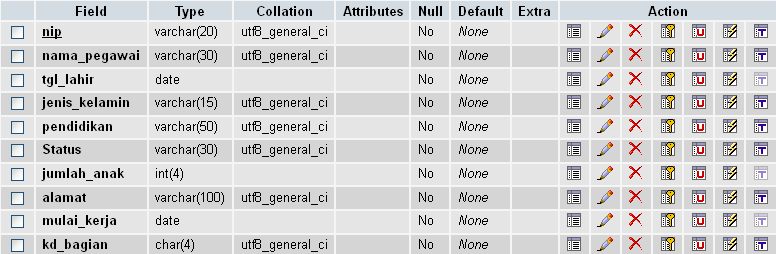 Field Type Collation Attributes Null Default Extra Action
nip varchar(20) utf8_general_ci No None
nama_pegawai varchar(30) utf8_general_ci No None
tgl_lahir date No None
jenis_kelamin varchar(15) utf8_general_ci No None
pendidikan varchar(50) utf8_general_ci No None
Status varchar(30) utf8_general_ci No None
jumlah_anak int(4) No None
alamat varchar(100) utf8_general_ci No None
mulai_kerja date No None
kd_bagian char(4) utf8_general_ci No None